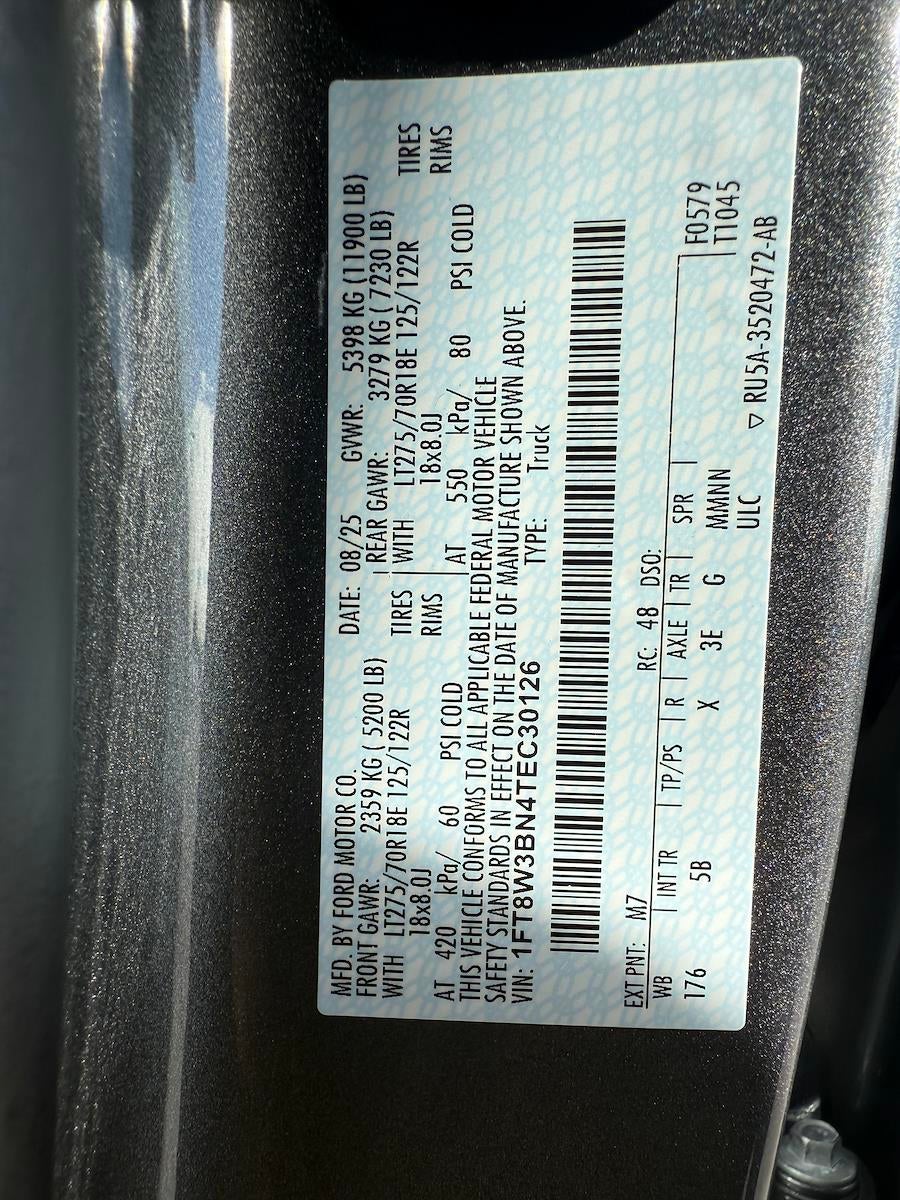 MFD. BY FORD MOTOR CO.
DATE: 08/25 GVWR: 5398 KG (11900 LB)
FRONT GAWR: 2359 KG ( 5200 LB) REAR GAWR: 3279 KG ( 7230 LB)
WITH LT275/70R18E 125/122R TIRES WITH LT275/70R18E 125/122R TIRES
18x8.0J RIMS 18x8.0J RIMS
AT 420 kPa/ 60 PSI COLD AT 550 kPa/ 80 PSI COLD
THIS VEHICLE CONFORMS TO ALL APPLICABLE FEDERAL MOTOR VEHICLE
SAFETY STANDARDS IN EFFECT ON THE DATE OF MANUFACTURE SHOWN ABOVE.
VIN: 1FT8W3BN4TEC30126 TYPE: Truck
EXT PNT: M7 RC: 48 DSO:
WB INT TR TP/PS R AXLE TR SPR F0579
176 5B X 3E G MMNN T1045
ULC ▽ RU5A-3520472-AB